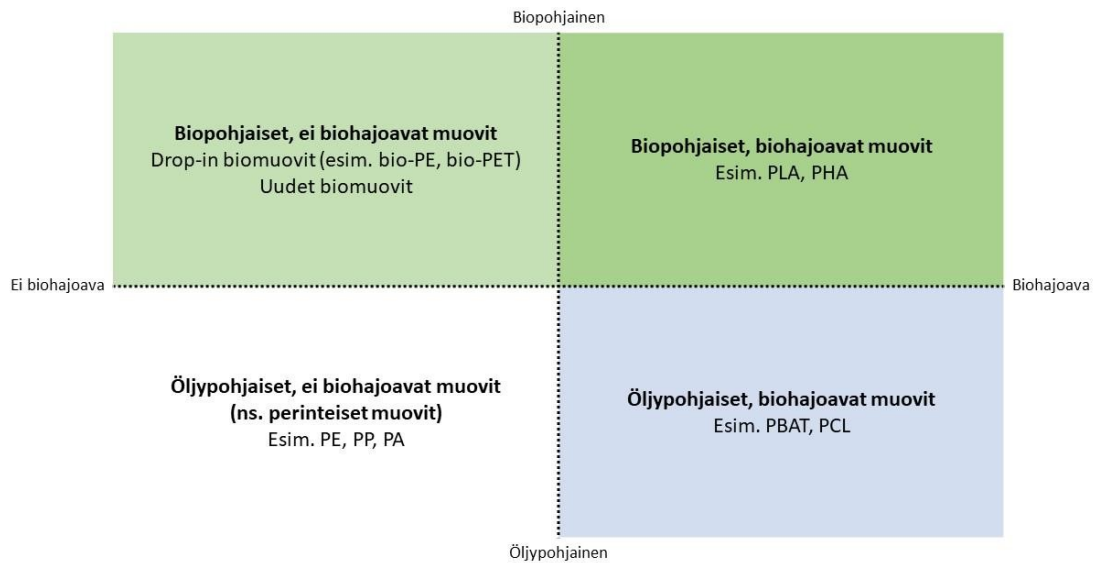 Biopohjainen
Biopohjaiset, ei biohajoavat muovit
Drop-in biomuovit (esim. bio-PE, bio-PET)
Uudet biomuovit
Biopohjaiset, biohajoavat muovit
Esim. PLA, PHA
Ei biohajoava
Biohajoava
Öljypohjaiset, ei biohajoavat muovit
(ns. perinteiset muovit)
Esim. PE, PP, PA
Öljypohjaiset, biohajoavat muovit
Esim. PBAT, PCL
Öljypohjainen